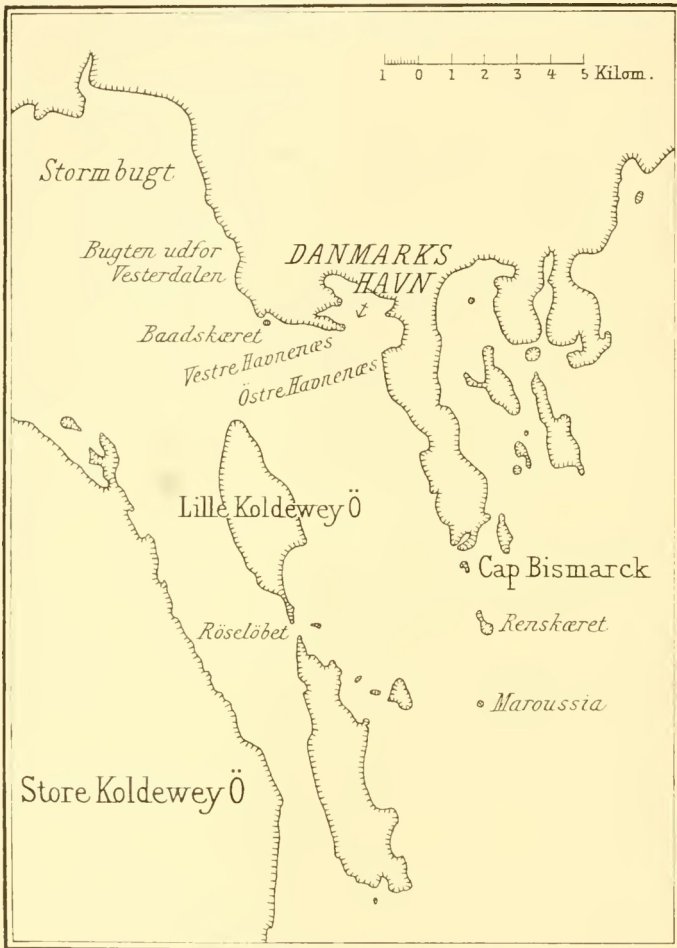 1 0 1 2 3 4 5 Kilom.
Stormbugt
Bugten udfor
Vesterdalen
DANMARKS
HAVN
Baadskæret
Vestre Havnenæs
Östre Havnenæs
Lille Koldewey Ö
Cap Bismarck
Röselöbet
Renskæret
Maroussia
Store Koldewey Ö